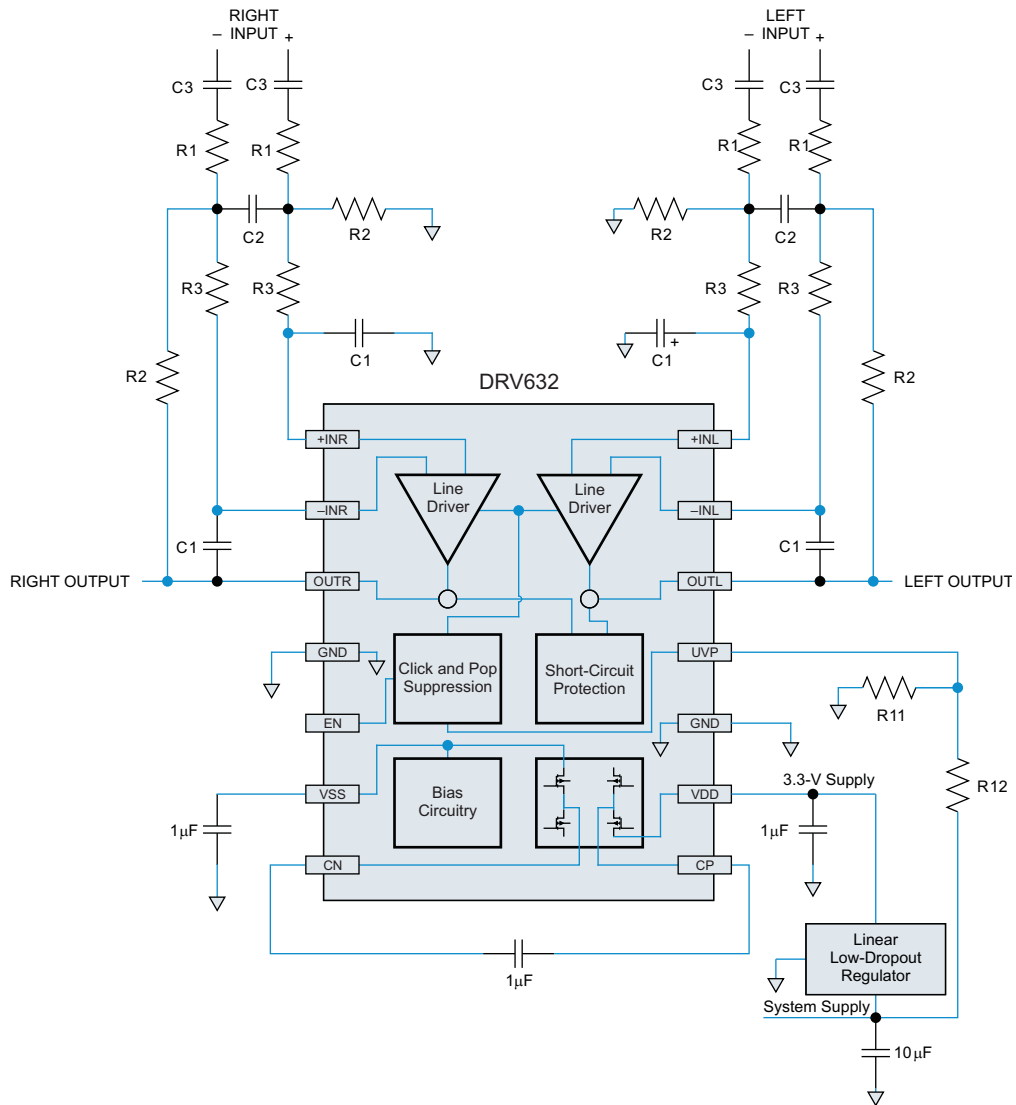 RIGHT
INPUT
– +
LEFT
INPUT
– +
C3
C3
C3
C3
R1
R1
R1
R1
C2
R2
R2
C2
R3
R3
R3
R3
C1
C1 +
R2
R2
DRV632
+INR
+INL
Line
Driver
Line
Driver
–INR
–INL
C1
C1
RIGHT OUTPUT
OUTR
OUTL
LEFT OUTPUT
GND
UVP
Click and Pop
Suppression
Short-Circuit
Protection
R11
EN
GND
3.3-V Supply
R12
VSS
Bias
Circuitry
VDD
1μF
1μF
CN
CP
1μF
Linear
Low-Dropout
Regulator
System Supply
10μF